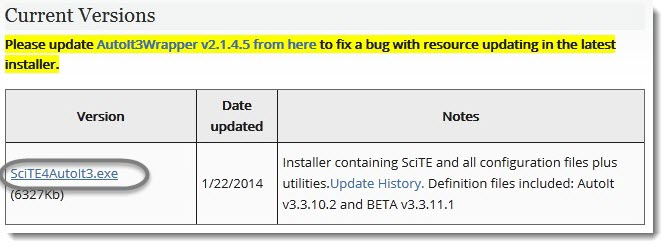 Current Versions
Please update AutoIt3Wrapper v2.1.4.5 from here to fix a bug with resource updating in the latest
installer.
Version
Date
updated
Notes
SciTE4AutoIt3.exe
(6327Kb)
1/22/2014
Installer containing SciTE and all configuration files plus
utilities.Update History. Definition files included: AutoIt
v3.3.10.2 and BETA v3.3.11.1